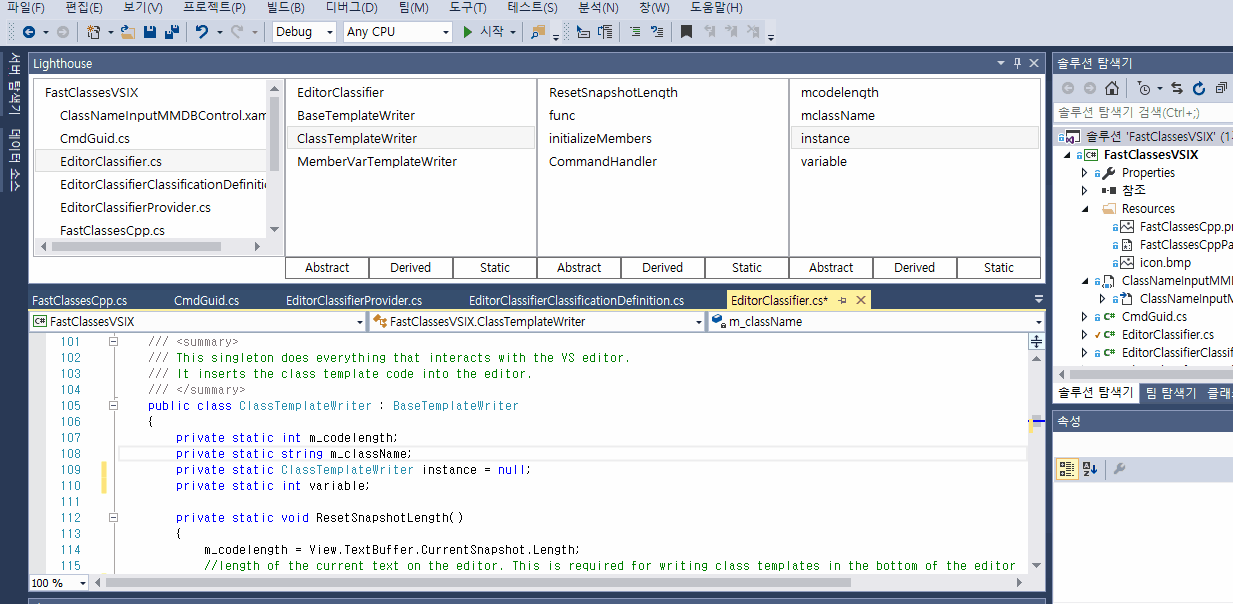 파일(F) 편집(E) 보기(V) 프로젝트(P) 빌드(B) 디버그(D) 팀(M) 도구(T) 테스트(S) 분석(N) 창(W) 도움말(H)
Debug Any CPU 시작
서버 탐색기
데이터 소스
Lighthouse
FastClassesVSIX
ClassNameInputMMDBControl.xam
CmdGuid.cs
EditorClassifier.cs
EditorClassifierClassificationDefinitio
EditorClassifierProvider.cs
FastClassesCpp.cs
EditorClassifier
BaseTemplateWriter
ClassTemplateWriter
MemberVarTemplateWriter
ResetSnapshotLength
func
initializeMembers
CommandHandler
mcodelength
mclassName
instance
variable
Abstract Derived Static Abstract Derived Static Abstract Derived Static
FastClassesCpp.cs CmdGuid.cs EditorClassifierProvider.cs EditorClassifierClassificationDefinition.cs EditorClassifier.cs*
C# FastClassesVSIX FastClassesVSIX.ClassTemplateWriter m_className
101 /// <summary>
102 /// This singleton does everything that interacts with the VS editor.
103 /// It inserts the class template code into the editor.
104 /// </summary>
105 public class ClassTemplateWriter : BaseTemplateWriter
106 {
107 private static int m_codelength;
108 private static string m_className;
109 private static ClassTemplateWriter instance = null;
110 private static int variable;
111
112 private static void ResetSnapshotLength()
113 {
114 m_codelength = View.TextBuffer.CurrentSnapshot.Length;
115 //length of the current text on the editor. This is required for writing class templates in the bottom of the editor
100 %
솔루션 탐색기
솔루션 탐색기 검색(Ctrl+;)
솔루션 'FastClassesVSIX' (1
C# FastClassesVSIX
Properties
참조
Resources
FastClassesCpp.pn
FastClassesCppPa
icon.bmp
ClassNameInputMM
ClassNameInputM
C# CmdGuid.cs
C# EditorClassifier.cs
C# EditorClassifierClassif
솔루션 탐색기 팀 탐색기 클래
속성